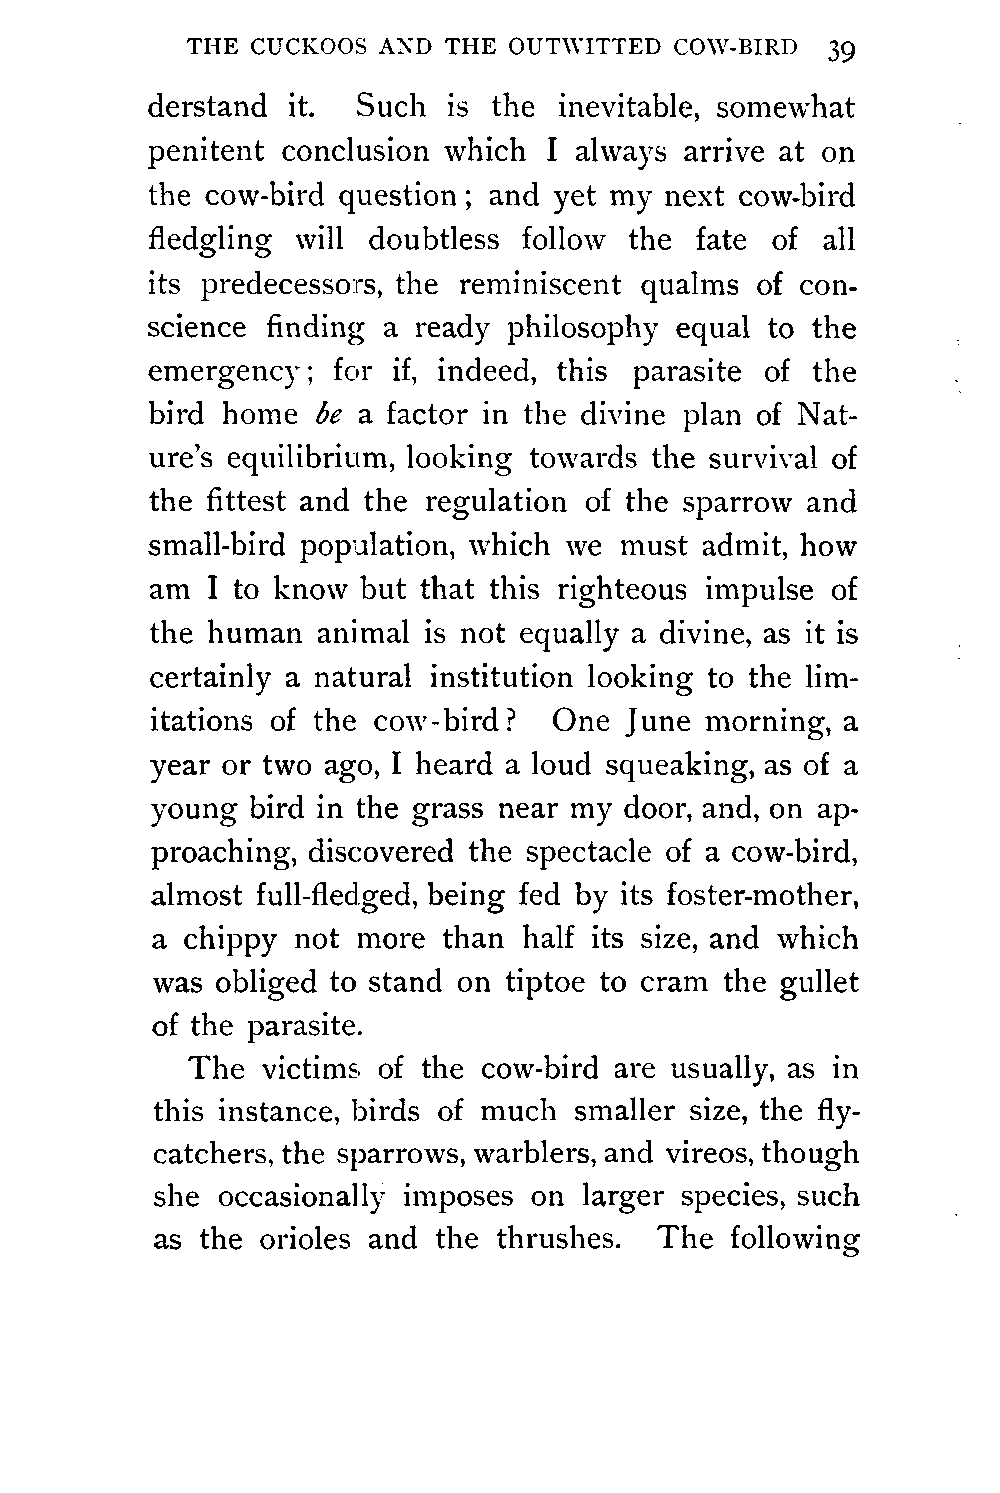 THE CUCKOOS AND THE OUTWITTED COW-BIRD 39
derstand it. Such is the inevitable, somewhat
penitent conclusion which I always arrive at on
the cow-bird question; and yet my next cow-bird
fledgling will doubtless follow the fate of all
its predecessors, the reminiscent qualms of con-
science finding a ready philosophy equal to the
emergency; for if, indeed, this parasite of the
bird home be a factor in the divine plan of Nat-
ure's equilibrium, looking towards the survival of
the fittest and the regulation of the sparrow and
small-bird population, which we must admit, how
am I to know but that this righteous impulse of
the human animal is not equally a divine, as it is
certainly a natural institution looking to the lim-
itations of the cow-bird? One June morning, a
year or two ago, I heard a loud squeaking, as of a
young bird in the grass near my door, and, on ap-
proaching, discovered the spectacle of a cow-bird,
almost full-fledged, being fed by its foster-mother,
a chippy not more than half its size, and which
was obliged to stand on tiptoe to cram the gullet
of the parasite.
The victims of the cow-bird are usually, as in
this instance, birds of much smaller size, the fly-
catchers, the sparrows, warblers, and vireos, though
she occasionally imposes on larger species, such
as the orioles and the thrushes. The following